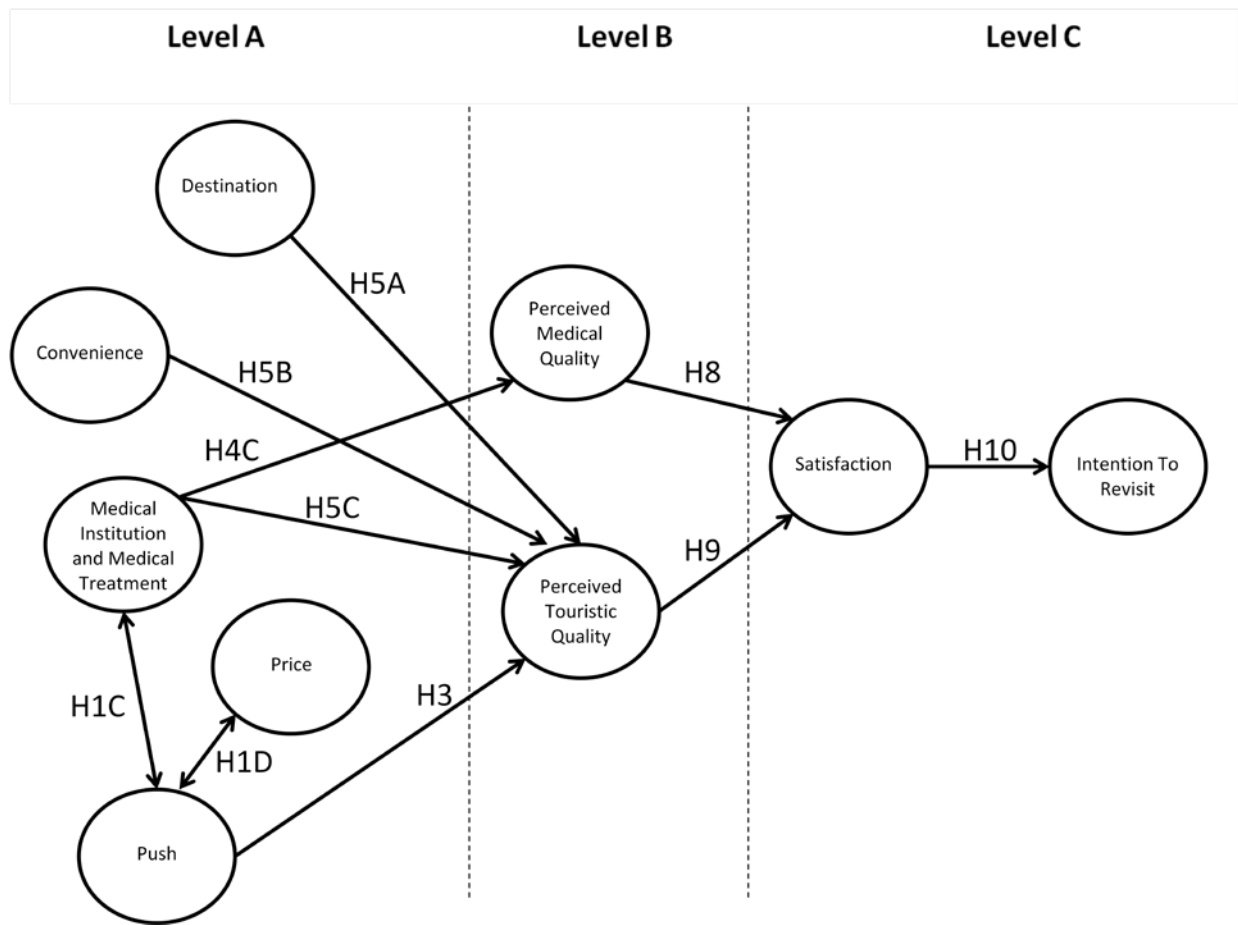 Level A
Level B
Level C
Destination
H5A
Perceived
Medical
Quality
Convenience
H5B
H8
H4C
Satisfaction
H10
Intention To
Revisit
Medical
Institution
and Medical
Treatment
H5C
H9
Perceived
Touristic
Quality
Price
H3
H1C
H1D
Push